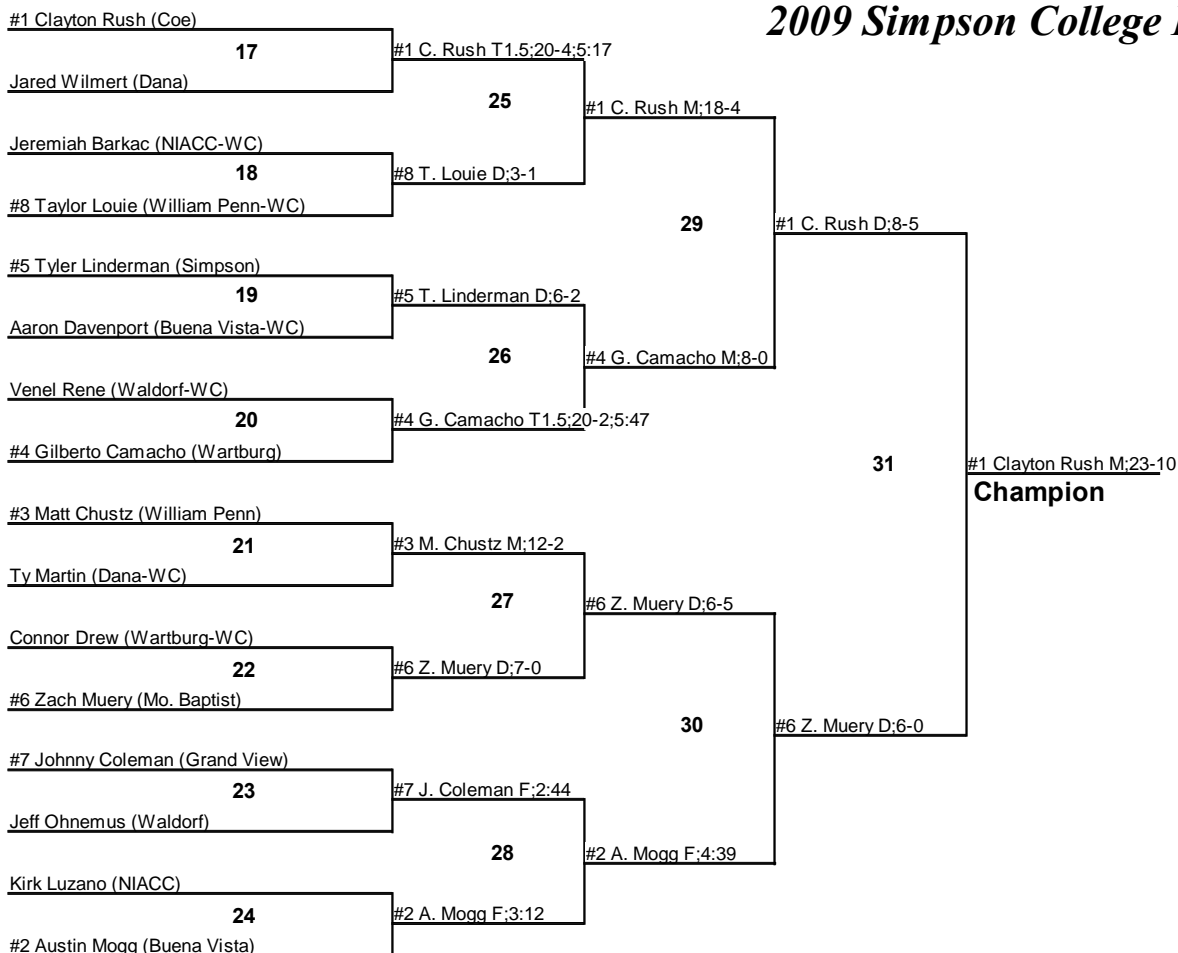 2009 Simpson College
#1 Clayton Rush (Coe)
17
#1 C. Rush T1.5;20-4;5:17
Jared Wilmert (Dana)
25
#1 C. Rush M;18-4
Jeremiah Barkac (NIACC-WC)
18
#8 T. Louie D;3-1
#8 Taylor Louie (William Penn-WC)
29
#1 C. Rush D;8-5
#5 Tyler Linderman (Simpson)
19
#5 T. Linderman D;6-2
Aaron Davenport (Buena Vista-WC)
26
#4 G. Camacho M;8-0
Venel Rene (Waldorf-WC)
20
#4 G. Camacho T1.5;20-2;5:47
#4 Gilberto Camacho (Wartburg)
31
#1 Clayton Rush M;23-10
Champion
#3 Matt Chustz (William Penn)
21
#3 M. Chustz M;12-2
Ty Martin (Dana-WC)
27
#6 Z. Muery D;6-5
Connor Drew (Wartburg-WC)
22
#6 Z. Muery D;7-0
#6 Zach Muery (Mo. Baptist)
30
#6 Z. Muery D;6-0
#7 Johnny Coleman (Grand View)
23
#7 J. Coleman F;2:44
Jeff Ohnemus (Waldorf)
28
#2 A. Mogg F;4:39
Kirk Luzano (NIACC)
24
#2 A. Mogg F;3:12
#2 Austin Mogg (Buena Vista)